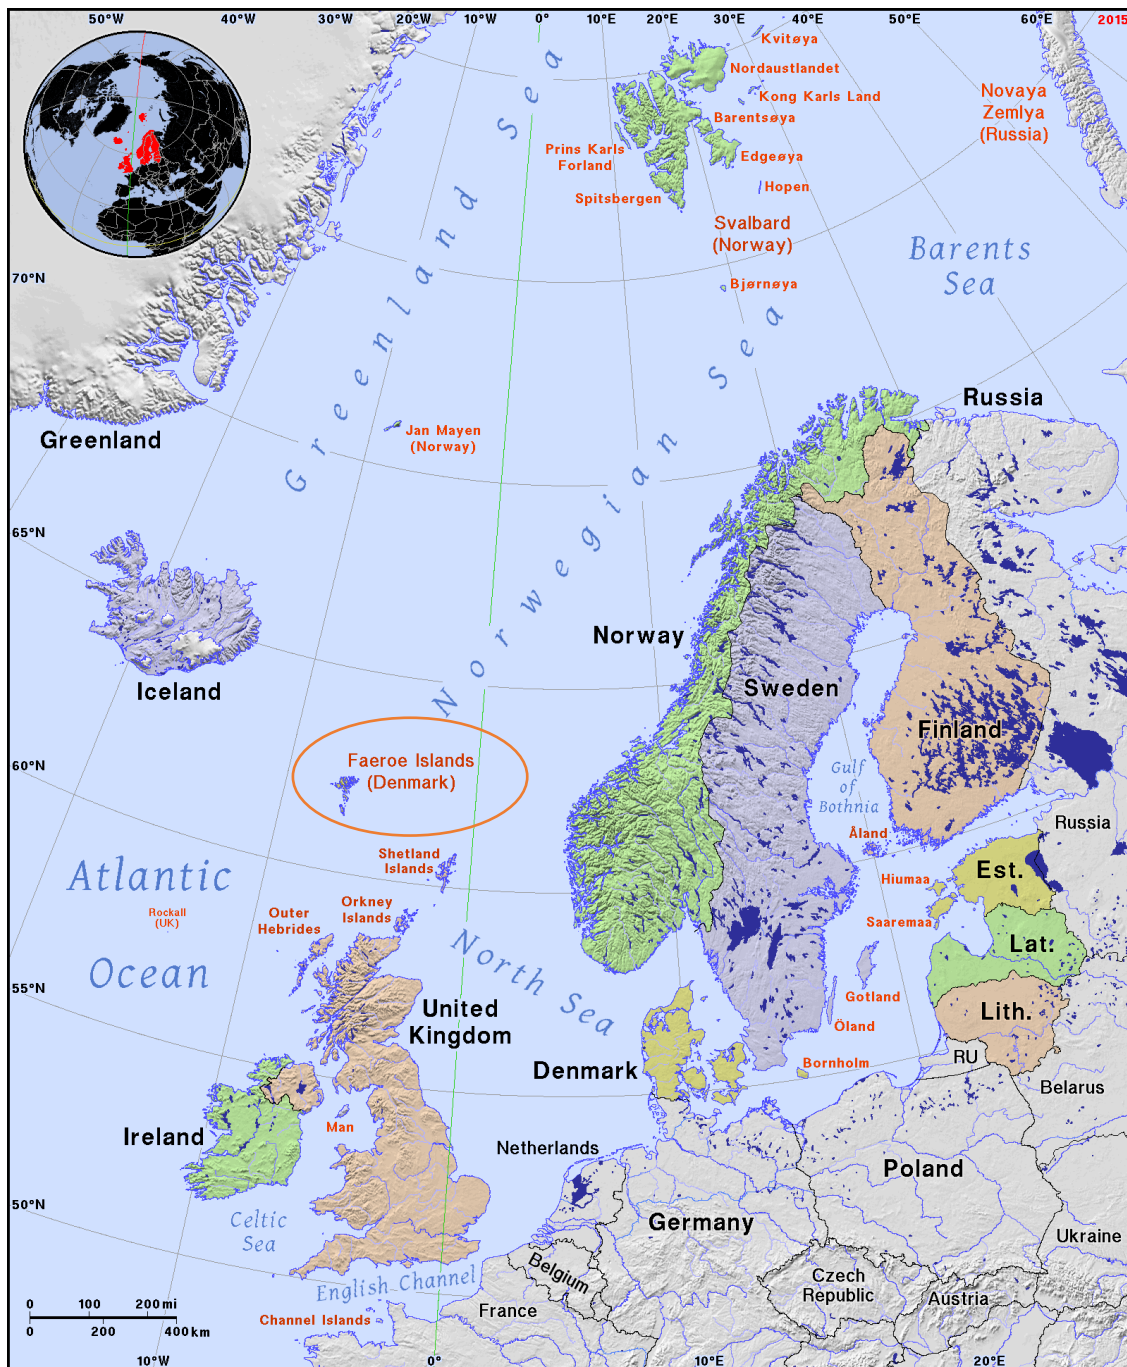 50°W
40°W
30°W
20°W
10°W
0°
10°E
20°E
30°E
40°E
50°E
60°E
2015
Kvitøya
Nordaustlandet
Kong Karls Land
Barentsøya
Prins Karls
Forland
Edgeøya
Hopen
Spitsbergen
Svalbard
(Norway)
Novaya
Zemlya
(Russia)
Barents
Sea
Bjørnøya
Greenland Sea
Norwegian Sea
70°N
Greenland
Jan Mayen
(Norway)
Russia
65°N
Iceland
Norway
Sweden
Finland
60°N
Faeroe Islands
(Denmark)
Gulf
of
Bothnia
Åland
Russia
Shetland
Islands
Orkney
Islands
Outer
Hebrides
Atlantic
Ocean
Rockall
(UK)
Hiumaa
Saaremaa
Est.
Lat.
Lith.
RU
North Sea
Gotland
Öland
Bornholm
55°N
United
Kingdom
Denmark
Belarus
Ireland
Man
Netherlands
Poland
50°N
Celtic
Sea
Germany
Ukraine
English Channel
Belgium
Czech
Republic
Austria
France
Channel Islands
0 100 200 mi
0 200 400 km
10°W
0°
10°E
20°E